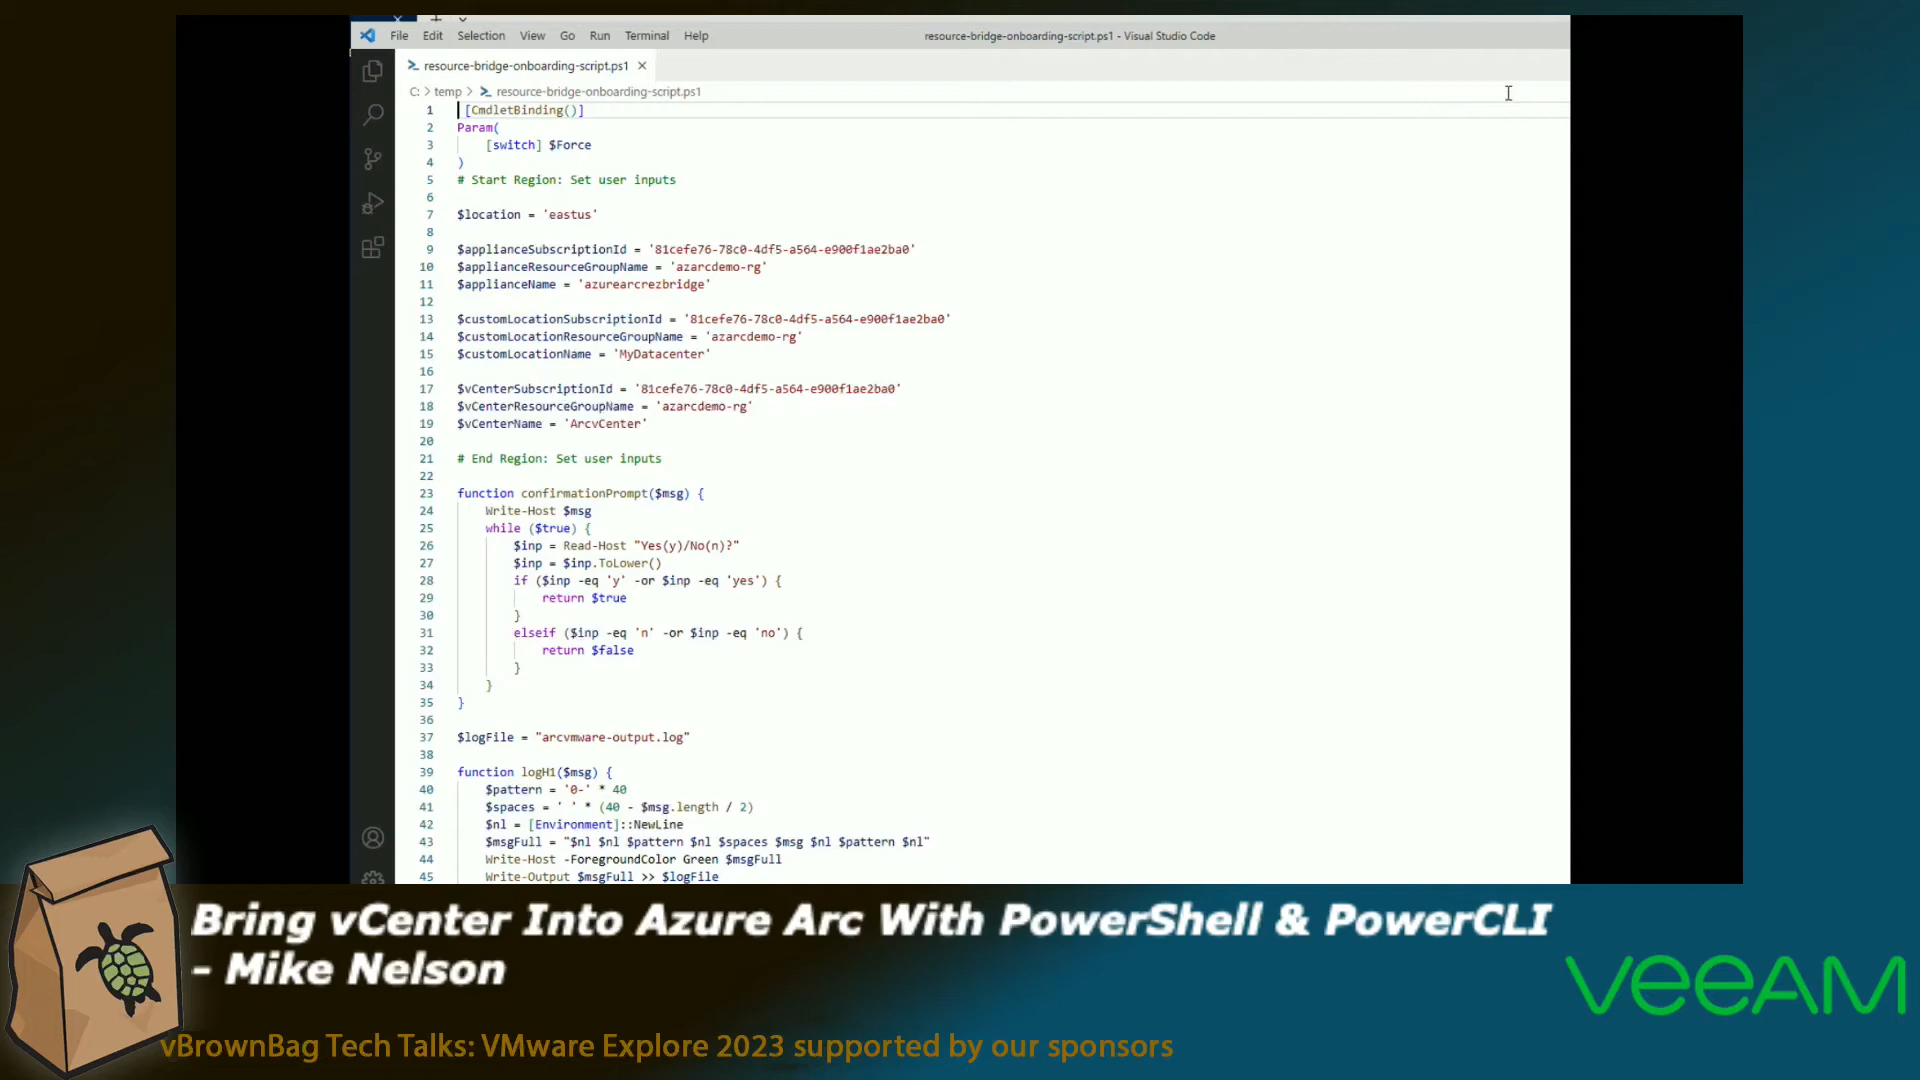 File Edit Selection View Go Run Terminal Help
resource-bridge-onboarding-script.ps1 - Visual Studio Code
resource-bridge-onboarding-script.ps1
C: > temp > resource-bridge-onboarding-script.ps1
1 [CmdletBinding()]
2 Param(
3 [switch] $Force
4 )
5 # Start Region: Set user inputs
6
7 $location = 'eastus'
8
9 $applianceSubscriptionId = '81cefe76-78c0-4df5-a564-e900f1ae2ba0'
10 $applianceResourceGroupName = 'azarcdemo-rg'
11 $applianceName = 'azurearcrezbridge'
12
13 $customLocationSubscriptionId = '81cefe76-78c0-4df5-a564-e900f1ae2ba0'
14 $customLocationResourceGroupName = 'azarcdemo-rg'
15 $customLocationName = 'MyDatacenter'
16
17 $vCenterSubscriptionId = '81cefe76-78c0-4df5-a564-e900f1ae2ba0'
18 $vCenterResourceGroupName = 'azarcdemo-rg'
19 $vCenterName = 'ArcvCenter'
20
21 # End Region: Set user inputs
22
23 function confirmationPrompt($msg) {
24 Write-Host $msg
25 while ($true) {
26 $inp = Read-Host "Yes(y)/No(n)?"
27 $inp = $inp.ToLower()
28 if ($inp -eq 'y' -or $inp -eq 'yes') {
29 return $true
30 }
31 elseif ($inp -eq 'n' -or $inp -eq 'no') {
32 return $false
33 }
34 }
35 }
36
37 $logFile = "arcvmware-output.log"
38
39 function logH1($msg) {
40 $pattern = '0-' * 40
41 $spaces = ' ' * (40 - $msg.length / 2)
42 $nl = [Environment]::NewLine
43 $msgFull = "$nl $nl $pattern $nl $spaces $msg $nl $pattern $nl"
44 Write-Host -ForegroundColor Green $msgFull
45 Write-Output $msgFull >> $logFile
Bring vCenter Into Azure Arc With PowerShell & PowerCLI
- Mike Nelson
veeAM
vBrownBag Tech Talks: VMware Explore 2023 supported by our sponsors